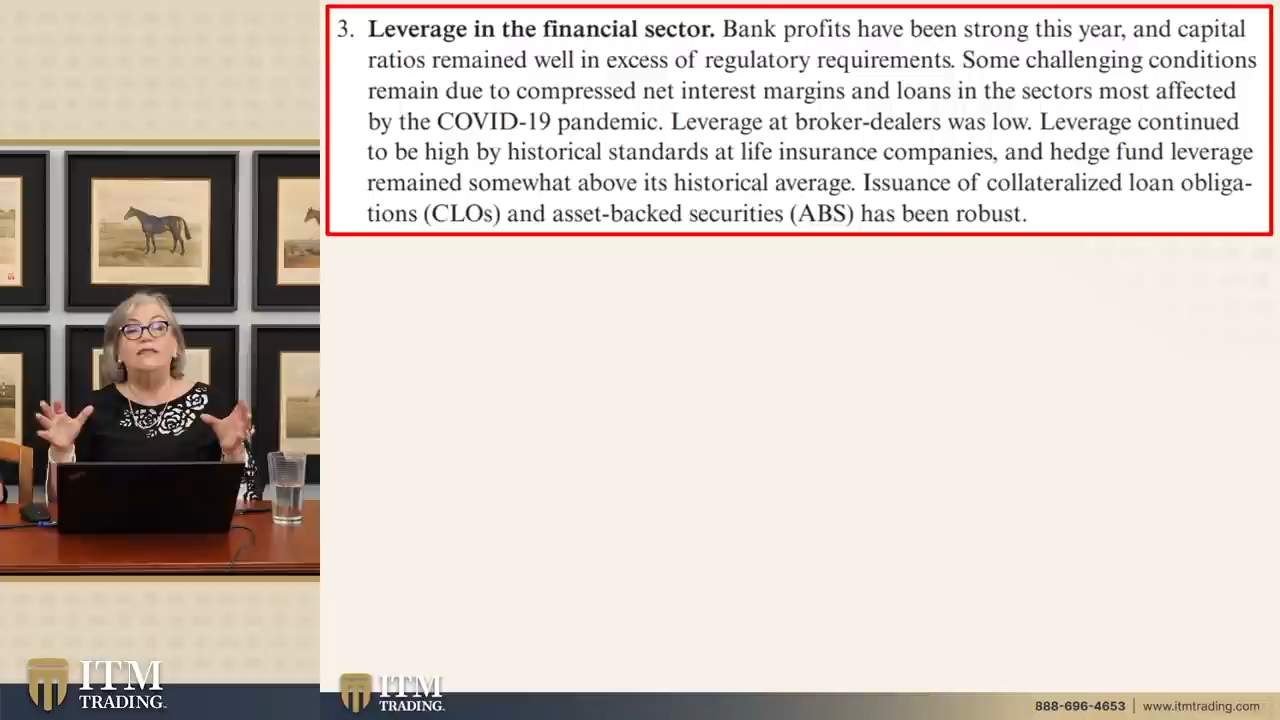 3. Leverage in the financial sector. Bank profits have been strong this year, and capital
ratios remained well in excess of regulatory requirements. Some challenging conditions
remain due to compressed net interest margins and loans in the sectors most affected
by the COVID-19 pandemic. Leverage at broker-dealers was low. Leverage continued
to be high by historical standards at life insurance companies, and hedge fund leverage
remained somewhat above its historical average. Issuance of collateralized loan obliga-
tions (CLOs) and asset-backed securities (ABS) has been robust.
ITM
TRADING.
ITM
TRADING.
888-696-4653 | www.itmtrading.com